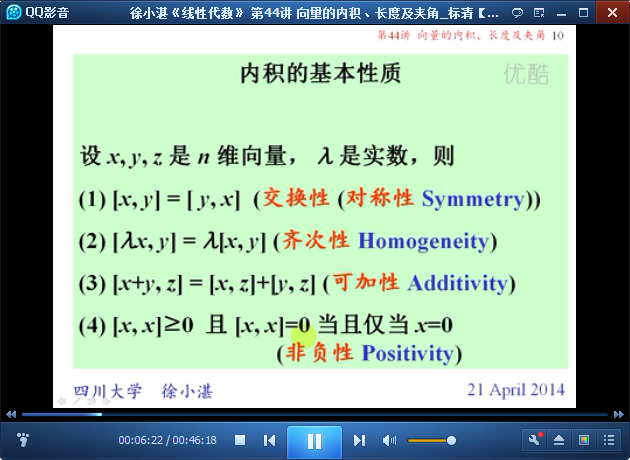 QQ影音
徐小湛《线性代数》 第44讲 向量的内积、长度及夹角_标清【...
第44讲 向量的内积、长度及夹角 10
优酷
内积的基本性质
设 x, y, z 是 n 维向量， λ 是实数，则
(1) [x, y] = [ y, x] (交换性 (对称性 Symmetry))
(2) [λx, y] = λ[x, y] (齐次性 Homogeneity)
(3) [x+y, z] = [x, z]+[y, z] (可加性 Additivity)
(4) [x, x]≥0 且 [x, x]=0 当且仅当 x=0
(非负性 Positivity)
四川大学 徐小湛
21 April 2014
00:06:22 / 00:46:18